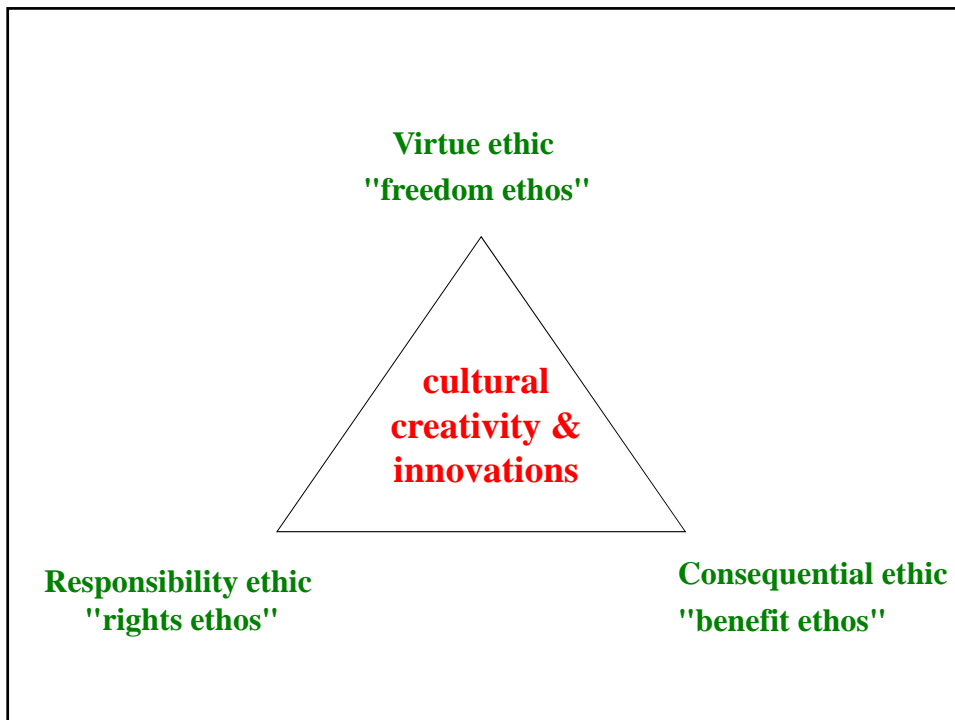 Virtue ethic
"freedom ethos"
cultural
creativity &
innovations
Responsibility ethic
"rights ethos"
Consequential ethic
"benefit ethos"